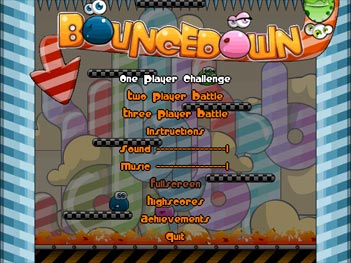 BOUNCEDOWN
One Player Challenge
Two Player Battle
Three Player Battle
Instructions
Sound ----------------|
Music ----------------|
Fullscreen
Highscores
Achievements
Quit